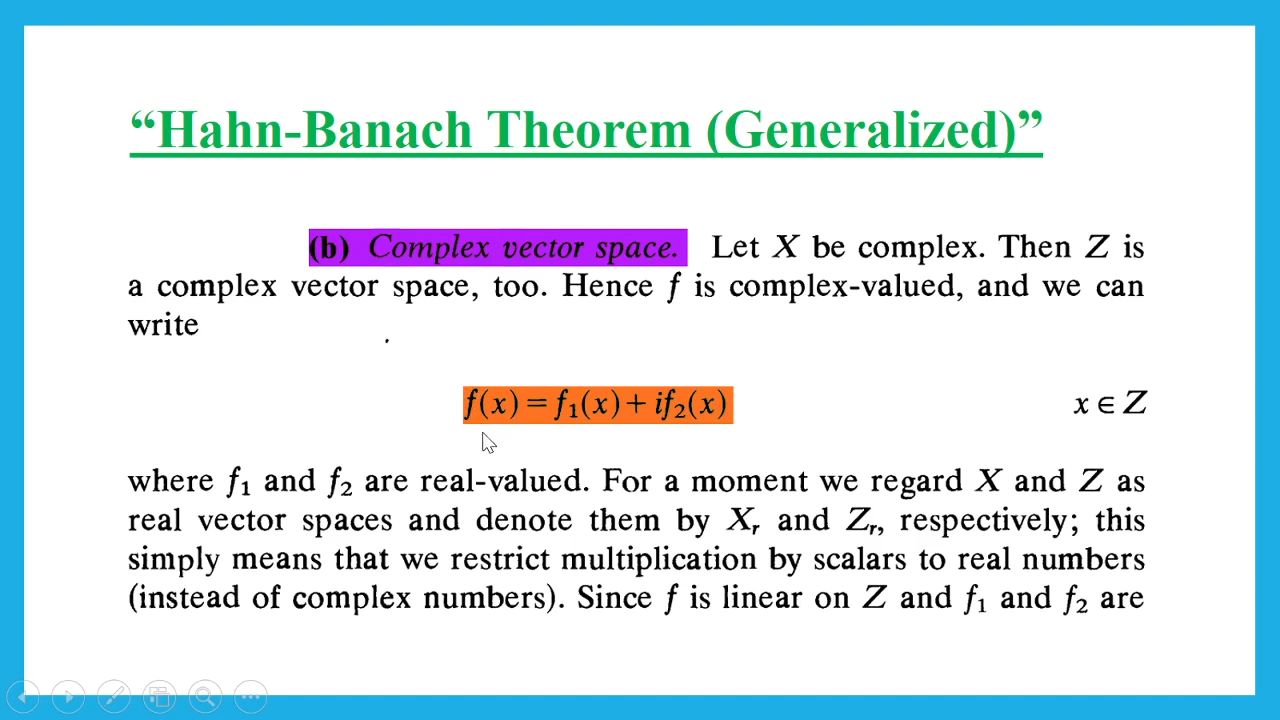 “Hahn-Banach Theorem (Generalized)”
(b) Complex vector space. Let X be complex. Then Z is
a complex vector space, too. Hence f is complex-valued, and we can
write
f(x) = f₁(x) + if₂(x) x ∈ Z
where f₁ and f₂ are real-valued. For a moment we regard X and Z as
real vector spaces and denote them by Xᵣ and Zᵣ, respectively; this
simply means that we restrict multiplication by scalars to real numbers
(instead of complex numbers). Since f is linear on Z and f₁ and f₂ are